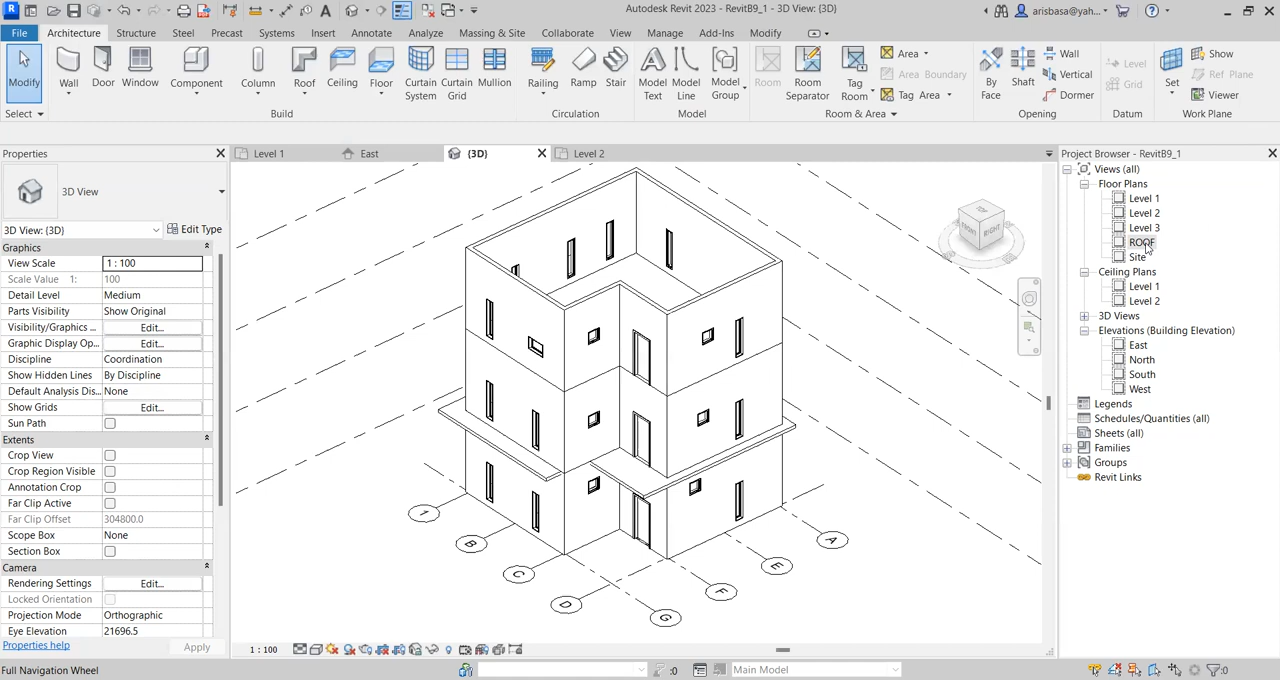 Autodesk Revit 2023 - RevitB9_1 - 3D View: {3D}
arisbasa@yah...
File Architecture Structure Steel Precast Systems Insert Annotate Analyze Massing & Site Collaborate View Manage Add-Ins Modify
Modify Wall Door Window Component Column Roof Ceiling Floor Curtain System Curtain Grid Mullion Railing Ramp Stair Model Text Model Line Model Group Room Room Separator Tag Room
Area
Area Boundary
Tag Area
By Face Shaft
Wall
Vertical
Dormer
Level
Grid
Set
Show
Ref Plane
Viewer
Select Build Circulation Model Room & Area Opening Datum Work Plane
Properties
3D View
3D View: {3D} Edit Type
Graphics
View Scale 1 : 100
Scale Value 1: 100
Detail Level Medium
Parts Visibility Show Original
Visibility/Graphics ... Edit...
Graphic Display Op... Edit...
Discipline Coordination
Show Hidden Lines By Discipline
Default Analysis Dis... None
Show Grids Edit...
Sun Path
Extents
Crop View
Crop Region Visible
Annotation Crop
Far Clip Active
Far Clip Offset 304800.0
Scope Box None
Section Box
Camera
Rendering Settings Edit...
Locked Orientation
Projection Mode Orthographic
Eye Elevation 21696.5
Properties help Apply
Level 1 East {3D} Level 2
TOP
FRONT RIGHT
1
B
C
D
G
F
E
A
1 : 100
Project Browser - RevitB9_1
Views (all)
Floor Plans
Level 1
Level 2
Level 3
ROOF
Site
Ceiling Plans
Level 1
Level 2
3D Views
Elevations (Building Elevation)
East
North
South
West
Legends
Schedules/Quantities (all)
Sheets (all)
Families
Groups
Revit Links
Full Navigation Wheel :0 Main Model :0